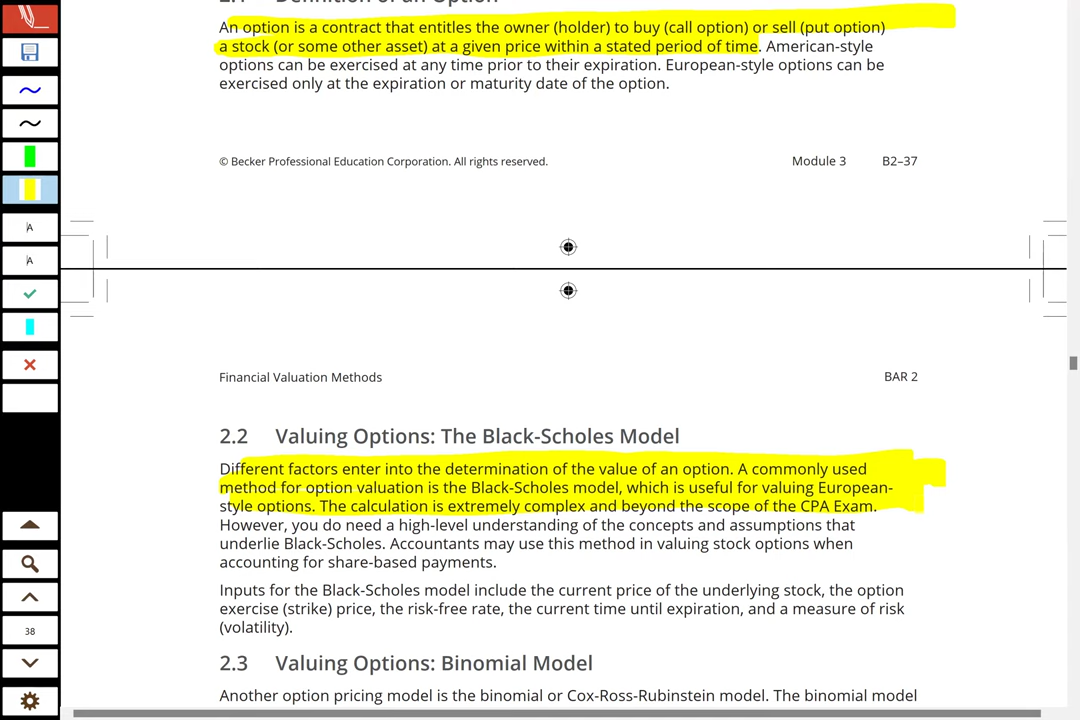 An option is a contract that entitles the owner (holder) to buy (call option) or sell (put option)
a stock (or some other asset) at a given price within a stated period of time. American-style
options can be exercised at any time prior to their expiration. European-style options can be
exercised only at the expiration or maturity date of the option.
© Becker Professional Education Corporation. All rights reserved.
Module 3
B2–37
Financial Valuation Methods
BAR 2
2.2 Valuing Options: The Black-Scholes Model
Different factors enter into the determination of the value of an option. A commonly used
method for option valuation is the Black-Scholes model, which is useful for valuing European-
style options. The calculation is extremely complex and beyond the scope of the CPA Exam.
However, you do need a high-level understanding of the concepts and assumptions that
underlie Black-Scholes. Accountants may use this method in valuing stock options when
accounting for share-based payments.
Inputs for the Black-Scholes model include the current price of the underlying stock, the option
exercise (strike) price, the risk-free rate, the current time until expiration, and a measure of risk
(volatility).
2.3 Valuing Options: Binomial Model
Another option pricing model is the binomial or Cox-Ross-Rubinstein model. The binomial model
A
A
38